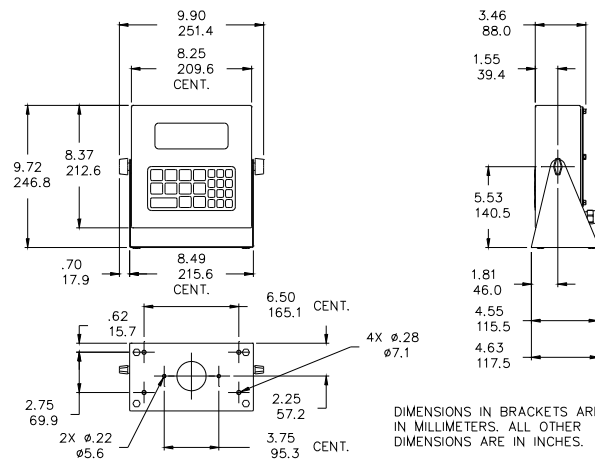 9.90
251.4
8.25
209.6
CENT.
9.72
246.8
8.37
212.6
.70
17.9
8.49
215.6
CENT.
3.46
88.0
1.55
39.4
5.53
140.5
1.81
46.0
4.55
115.5
4.63
117.5
6.50
165.1 CENT.
.62
15.7
4X ø.28
ø7.1
2.75
69.9
2X ø.22
ø5.6
2.25
57.2
3.75
95.3 CENT.
DIMENSIONS IN BRACKETS ARE
IN MILLIMETERS. ALL OTHER
DIMENSIONS ARE IN INCHES.